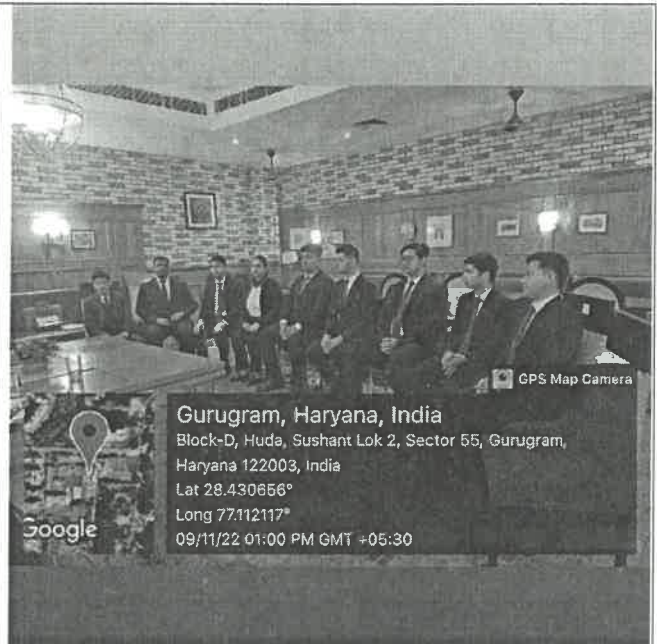 GPS Map Camera
Gurugram, Haryana, India
Block-D, Huda, Sushant Lok 2, Sector 55, Gurugram,
Haryana 122003, India
Lat 28.430656°
Long 77.112117°
09/11/22 01:00 PM GMT +05:30
Google